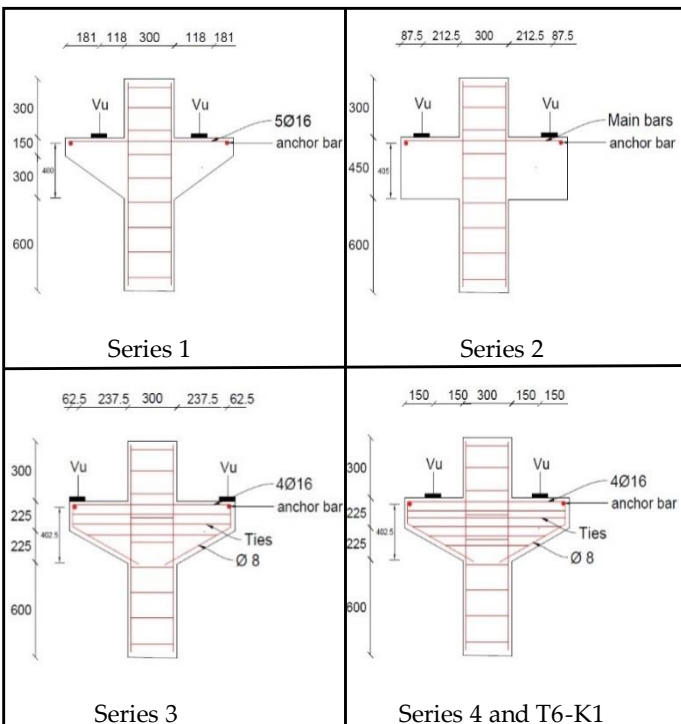 181 118 300 118 181
300
Vu Vu
5Ø16
150
anchor bar
300
600
Series 1
87.5 212.5 300 212.5 87.5
300
Vu Vu
Main bars
anchor bar
450
405
600
Series 2
62.5 237.5 300 237.5 62.5
300
Vu Vu
4Ø16
225
anchor bar
402.5
Ties
225
Ø 8
600
Series 3
150 150 300 150 150
300
Vu Vu
4Ø16
225
anchor bar
402.5
Ties
225
Ø 8
600
Series 4 and T6-K1